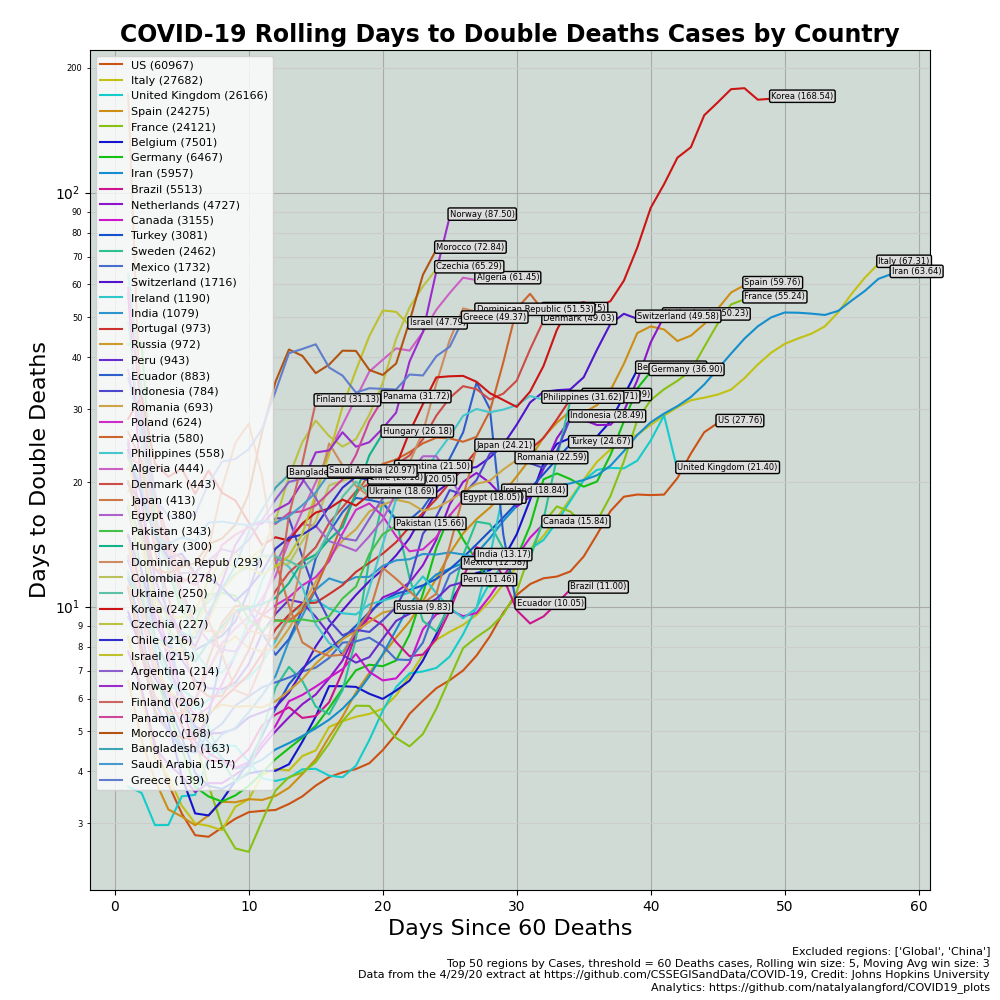 COVID-19 Rolling Days to Double Deaths Cases by Country
Days to Double Deaths
200
10²
90
80
70
60
50
40
30
20
10¹
9
8
7
6
5
4
3
US (60967)
Italy (27682)
United Kingdom (26166)
Spain (24275)
France (24121)
Belgium (7501)
Germany (6467)
Iran (5957)
Brazil (5513)
Netherlands (4727)
Canada (3155)
Turkey (3081)
Sweden (2462)
Mexico (1732)
Switzerland (1716)
Ireland (1190)
India (1079)
Portugal (973)
Russia (972)
Peru (943)
Ecuador (883)
Indonesia (784)
Romania (693)
Poland (624)
Austria (580)
Philippines (558)
Algeria (444)
Denmark (443)
Japan (413)
Egypt (380)
Pakistan (343)
Hungary (300)
Dominican Repub (293)
Colombia (278)
Ukraine (250)
Korea (247)
Czechia (227)
Chile (216)
Israel (215)
Argentina (214)
Norway (207)
Finland (206)
Panama (178)
Morocco (168)
Bangladesh (163)
Saudi Arabia (157)
Greece (139)
Korea (168.54)
Norway (87.50)
Morocco (72.84)
Czechia (65.29)
Algeria (61.45)
Italy (67.31)
Iran (63.64)
Spain (59.76)
France (55.24)
Dominican Republic (51.53)
Greece (49.37)
Denmark (49.03)
Israel (47.79)
Switzerland (49.58)
50.23)
Germany (36.90)
Finland (31.13)
Panama (31.72)
Philippines (31.62)
Indonesia (28.49)
US (27.76)
Hungary (26.18)
Japan (24.21)
Turkey (24.67)
Romania (22.59)
United Kingdom (21.40)
Saudi Arabia (20.97)
(21.50)
(20.05)
Ukraine (18.69)
(18.84)
Egypt (18.05)
Pakistan (15.66)
Canada (15.84)
India (13.17)
Peru (11.46)
Brazil (11.00)
Ecuador (10.05)
Russia (9.83)
0
10
20
30
40
50
60
Days Since 60 Deaths
Excluded regions: ['Global', 'China']
Top 50 regions by Cases, threshold = 60 Deaths cases, Rolling win size: 5, Moving Avg win size: 3
Data from the 4/29/20 extract at https://github.com/CSSEGISandData/COVID-19, Credit: Johns Hopkins University
Analytics: https://github.com/natalyalangford/COVID19_plots